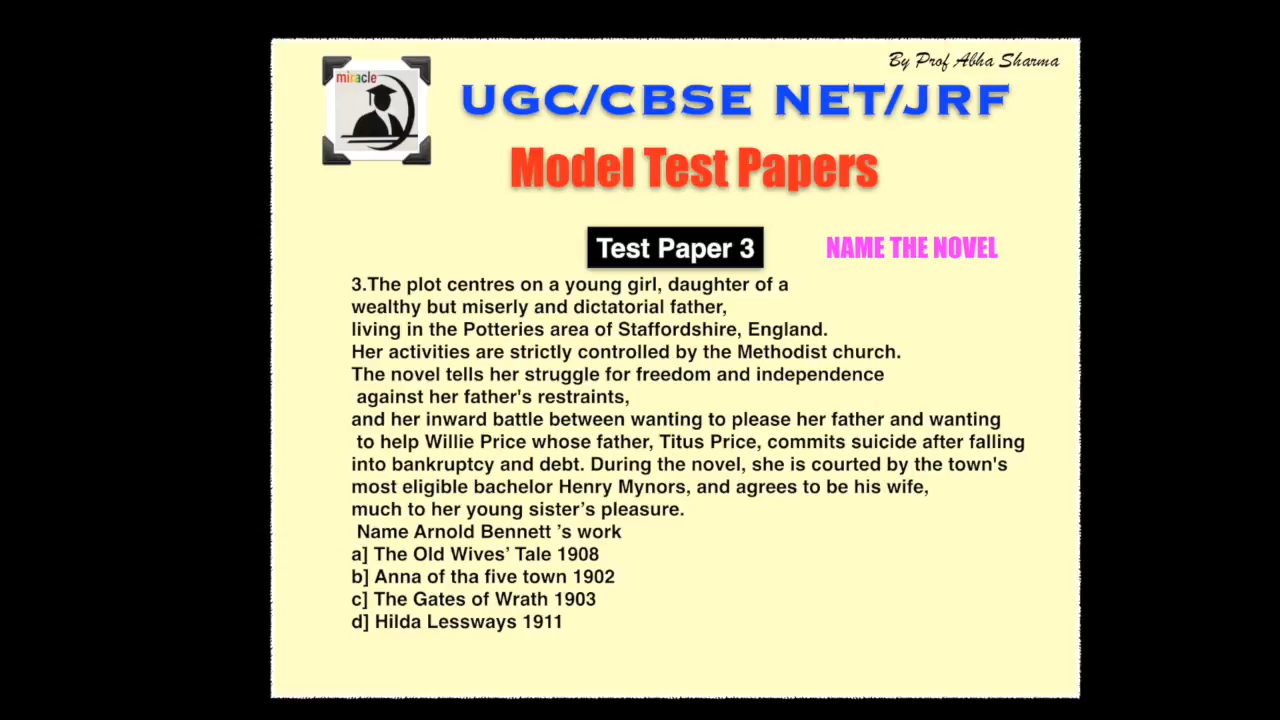 By Prof Abha Sharma
miracle
UGC/CBSE NET/JRF
Model Test Papers
Test Paper 3
NAME THE NOVEL
3.The plot centres on a young girl, daughter of a
wealthy but miserly and dictatorial father,
living in the Potteries area of Staffordshire, England.
Her activities are strictly controlled by the Methodist church.
The novel tells her struggle for freedom and independence
against her father's restraints,
and her inward battle between wanting to please her father and wanting
to help Willie Price whose father, Titus Price, commits suicide after falling
into bankruptcy and debt. During the novel, she is courted by the town's
most eligible bachelor Henry Mynors, and agrees to be his wife,
much to her young sister’s pleasure.
Name Arnold Bennett ’s work
a] The Old Wives’ Tale 1908
b] Anna of tha five town 1902
c] The Gates of Wrath 1903
d] Hilda Lessways 1911